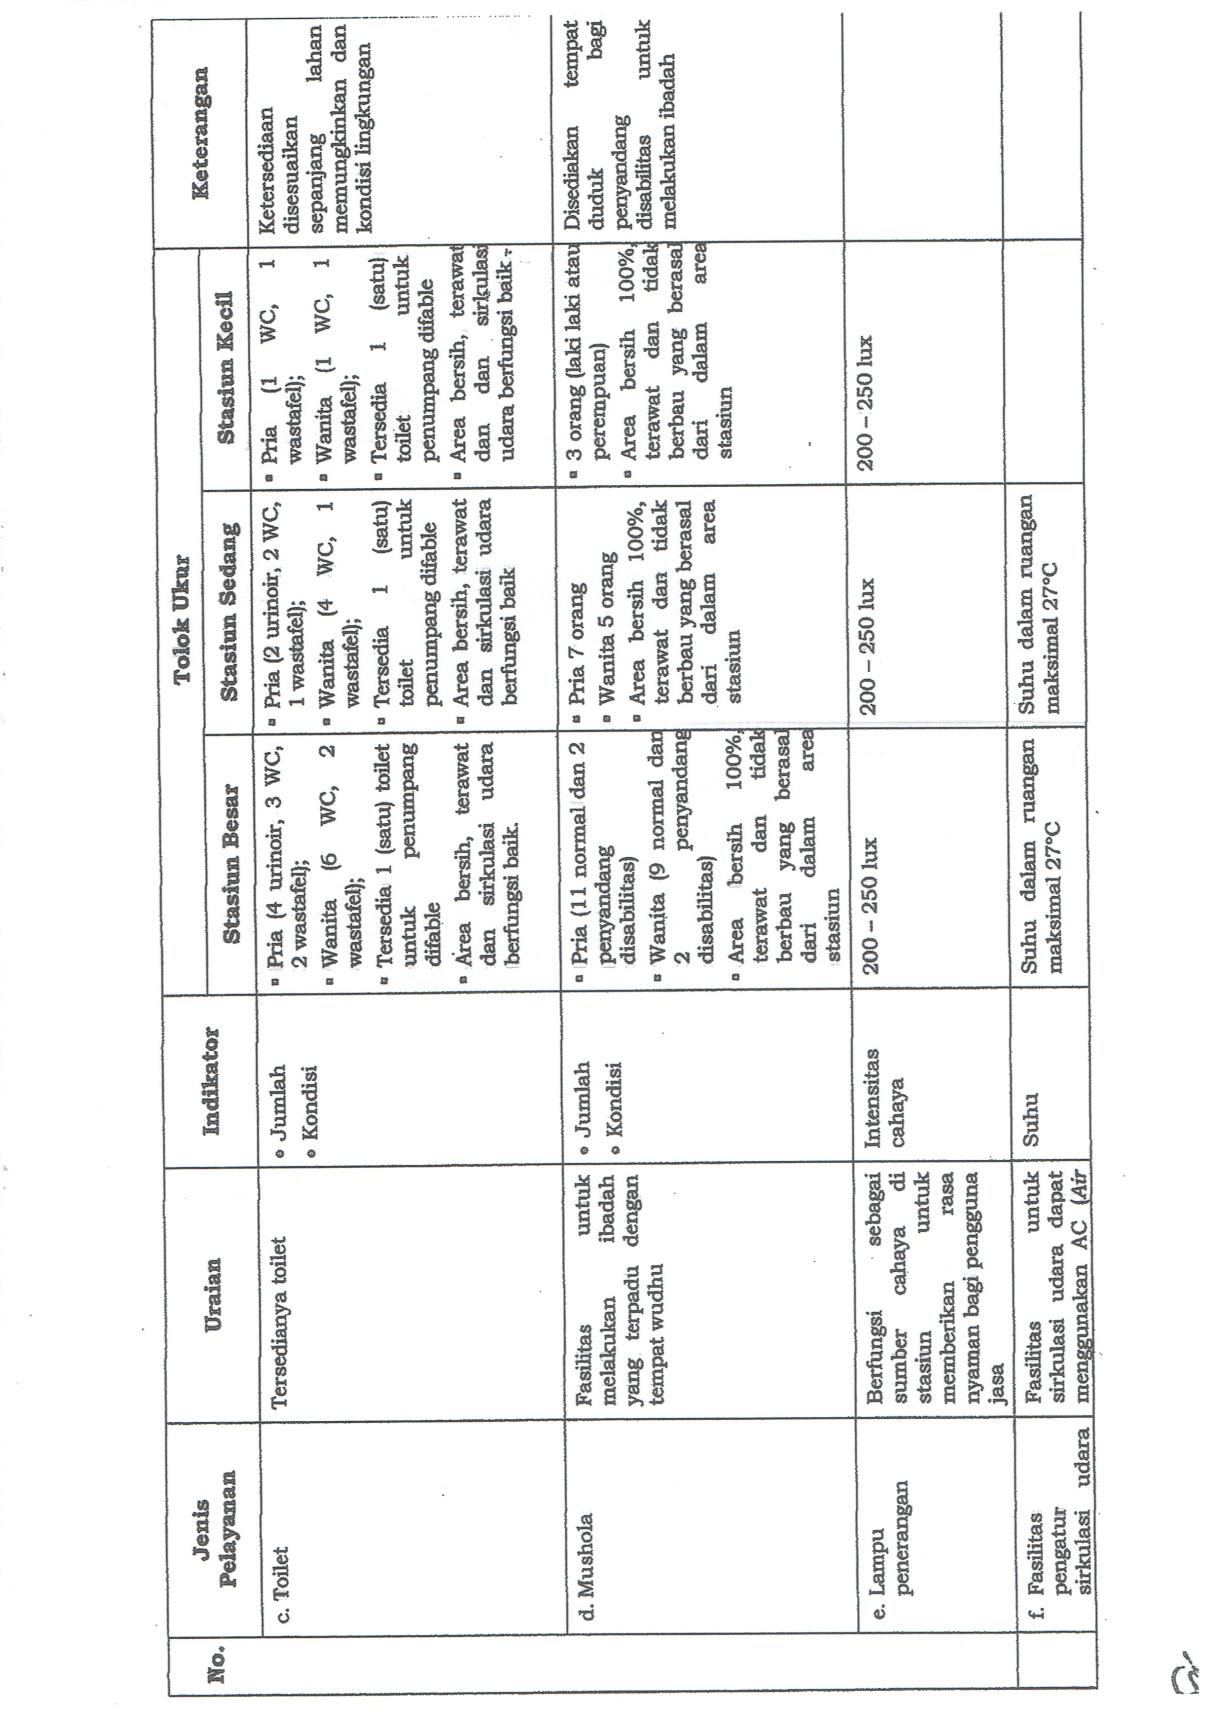 No.
Jenis
Pelayanan
Uraian
Indikator
Tolok Ukur
Keterangan
Stasiun Besar
Stasiun Sedang
Stasiun Kecil
c. Toilet
Tersedianya toilet
• Jumlah
• Kondisi
▪ Pria (4 urinoir, 3 WC,
2 wastafel);
▪ Wanita (6 WC, 2
wastafel);
▪ Tersedia 1 (satu) toilet
untuk penumpang
difable
▪ Area bersih, terawat
dan sirkulasi udara
berfungsi baik.
▪ Pria (2 urinoir, 2 WC,
1 wastafel);
▪ Wanita (4 WC, 1
wastafel);
▪ Tersedia 1 (satu)
toilet untuk
penumpang difable
▪ Area bersih, terawat
dan sirkulasi udara
berfungsi baik
▪ Pria (1 WC, 1
wastafel);
▪ Wanita (1 WC, 1
wastafel);
▪ Tersedia 1 (satu)
toilet untuk
penumpang difable
▪ Area bersih, terawat
dan dan sirkulasi
udara berfungsi baik
Ketersediaan
disesuaikan
sepanjang lahan
memungkinkan dan
kondisi lingkungan
d. Mushola
Fasilitas untuk
melakukan ibadah
yang terpadu dengan
tempat wudhu
• Jumlah
• Kondisi
▪ Pria (11 normal dan 2
penyandang
disabilitas)
▪ Wanita (9 normal dan
2 penyandang
disabilitas)
▪ Area bersih 100%,
terawat dan tidak
berbau yang berasal
dari dalam area
stasiun
▪ Pria 7 orang
▪ Wanita 5 orang
▪ Area bersih 100%,
terawat dan tidak
berbau yang berasal
dari dalam area
stasiun
▪ 3 orang (laki laki atau
perempuan)
▪ Area bersih 100%,
terawat dan tidak
berbau yang berasal
dari dalam area
stasiun
Disediakan tempat
duduk bagi
penyandang
disabilitas untuk
melakukan ibadah
e. Lampu
penerangan
Berfungsi sebagai
sumber cahaya di
stasiun untuk
memberikan rasa
nyaman bagi pengguna
jasa
Intensitas
cahaya
200 – 250 lux
200 – 250 lux
200 – 250 lux
f. Fasilitas
pengatur
sirkulasi udara
Fasilitas untuk
sirkulasi udara dapat
menggunakan AC (Air
Suhu
Suhu dalam ruangan
maksimal 27°C
Suhu dalam ruangan
maksimal 27°C